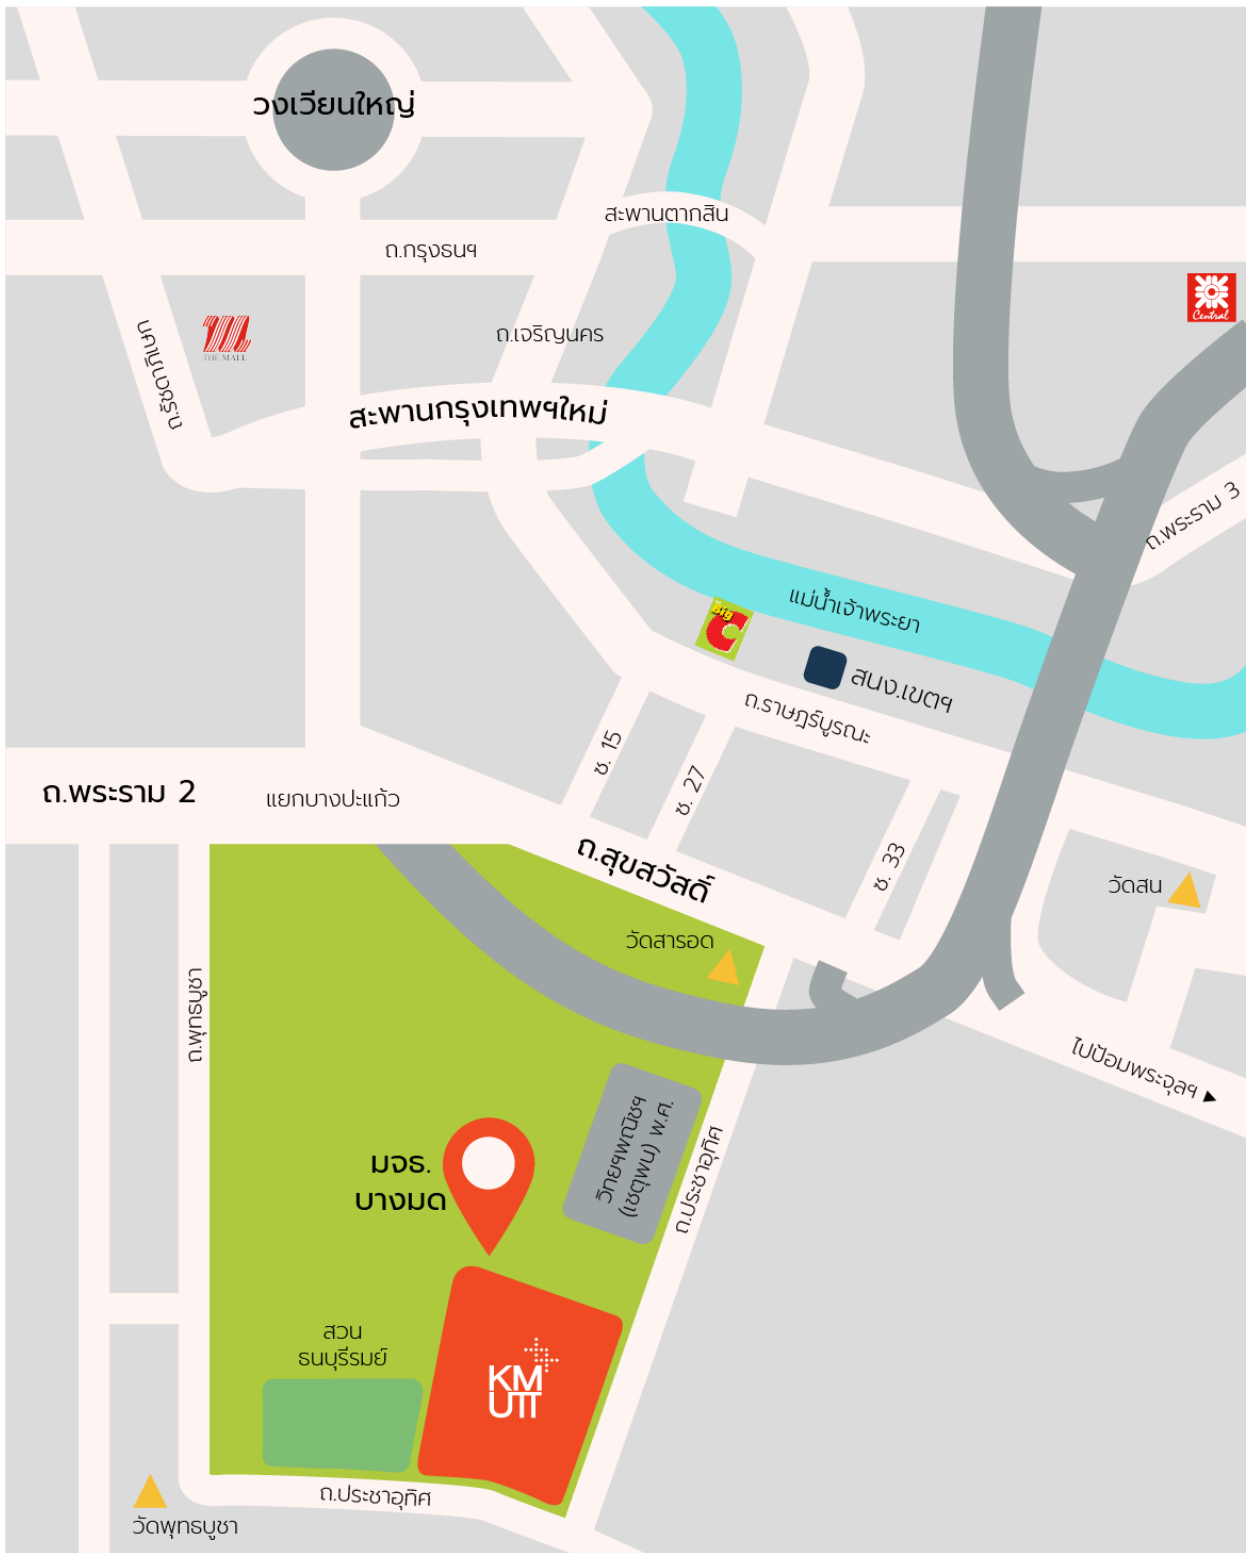 วงเวียนใหญ่
สะพานตากสิน
ถ.กรุงธนฯ
Central
THE MALL
ถ.รัชดาภิเษก
ถ.เจริญนคร
สะพานกรุงเทพฯใหม่
ถ.พระราม 3
แม่น้ำเจ้าพระยา
Big C
สนง.เขตฯ
ถ.ราษฎร์บูรณะ
ซ. 15
ซ. 27
ถ.พระราม 2
แยกบางปะแก้ว
ถ.สุขสวัสดิ์
ซ. 33
วัดสน
วัดสารอด
ถ.พุทธบูชา
ไปป้อมพระจุลฯ
วิทยฯพณิชฯ
(เชตุพน) พ.ศ.
ถ.ประชาอุทิศ
มจธ.
บางมด
สวน
ธนบุรีรมย์
KM
UTT
ถ.ประชาอุทิศ
วัดพุทธบูชา